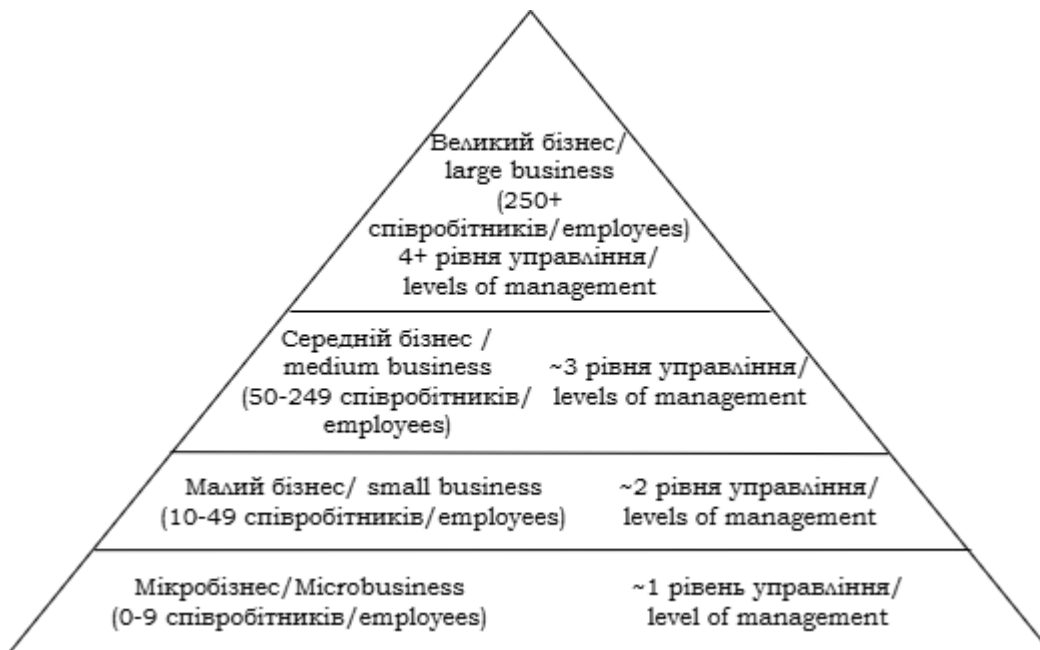 Великий бізнес/
large business
(250+
співробітників/employees)
4+ рівня управління/
levels of management
Середній бізнес /
medium business
(50-249 співробітників/
employees)
~3 рівня управління/
levels of management
Малий бізнес/ small business
(10-49 співробітників/employees)
~2 рівня управління/
levels of management
Мікробізнес/Microbusiness
(0-9 співробітників/employees)
~1 рівень управління/
level of management